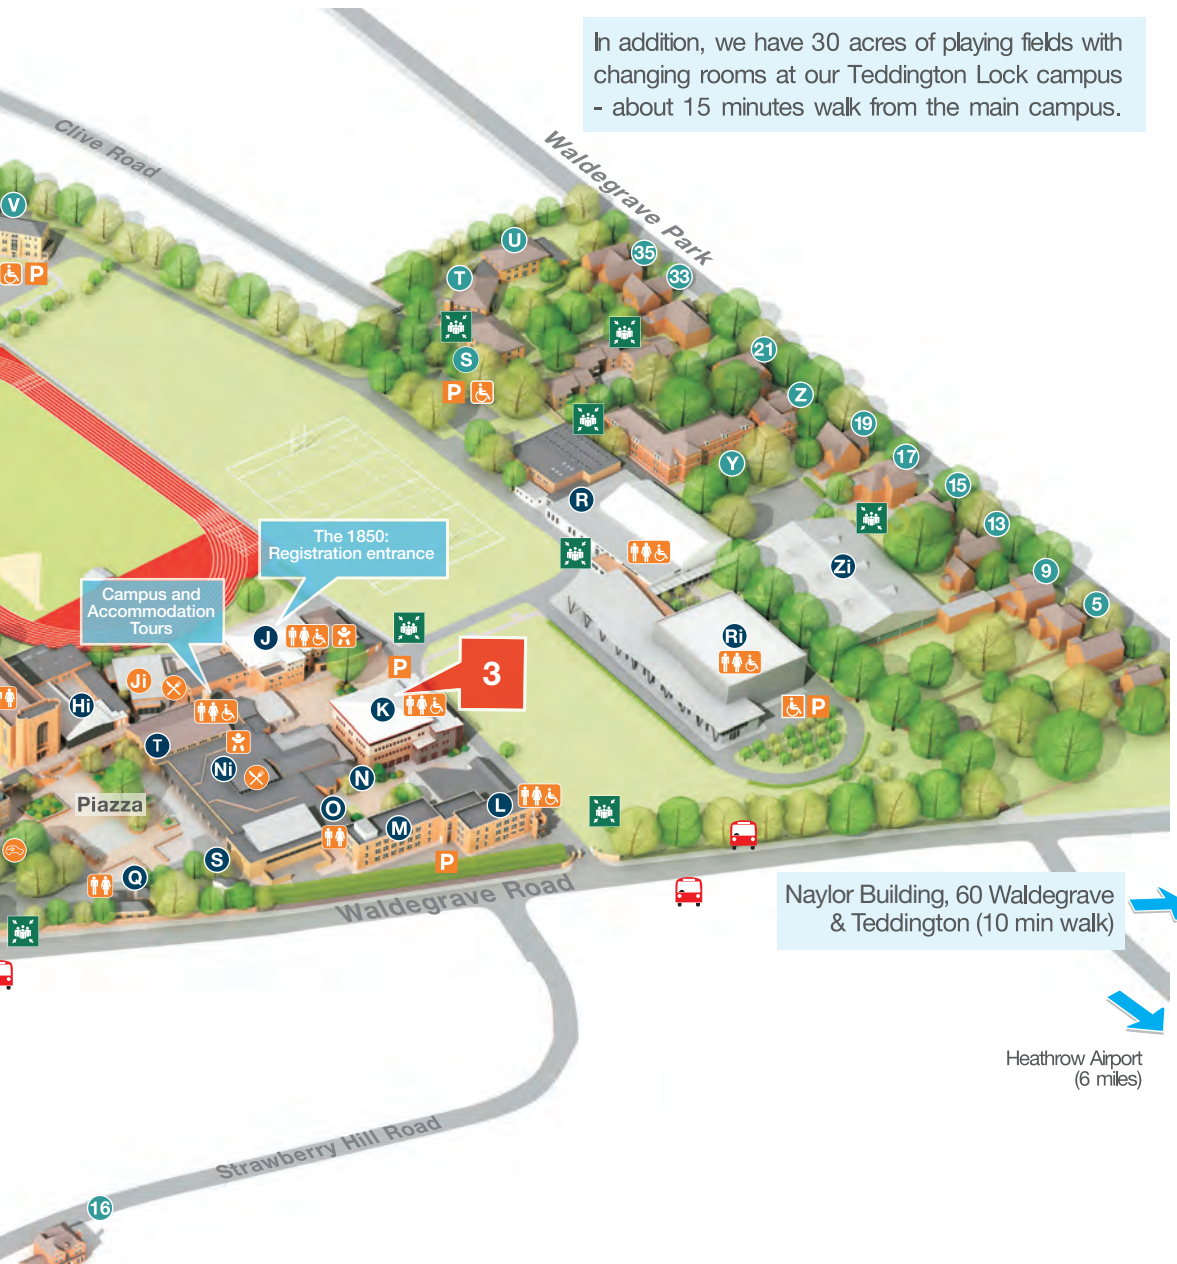 In addition, we have 30 acres of playing fields with
changing rooms at our Teddington Lock campus
- about 15 minutes walk from the main campus.
Clive Road
Waldegrave Park
V
U
35
T
33
P
21
S
P
Z
19
Y
17
R
15
13
The 1850:
Registration entrance
Zi
9
Campus and
Accommodation
Tours
5
J
Ri
P
3
Ji
Hi
K
P
T
Ni
N
Piazza
O
L
M
S
P
Q
Waldegrave Road
Naylor Building, 60 Waldegrave
& Teddington (10 min walk)
Heathrow Airport
(6 miles)
Strawberry Hill Road
16